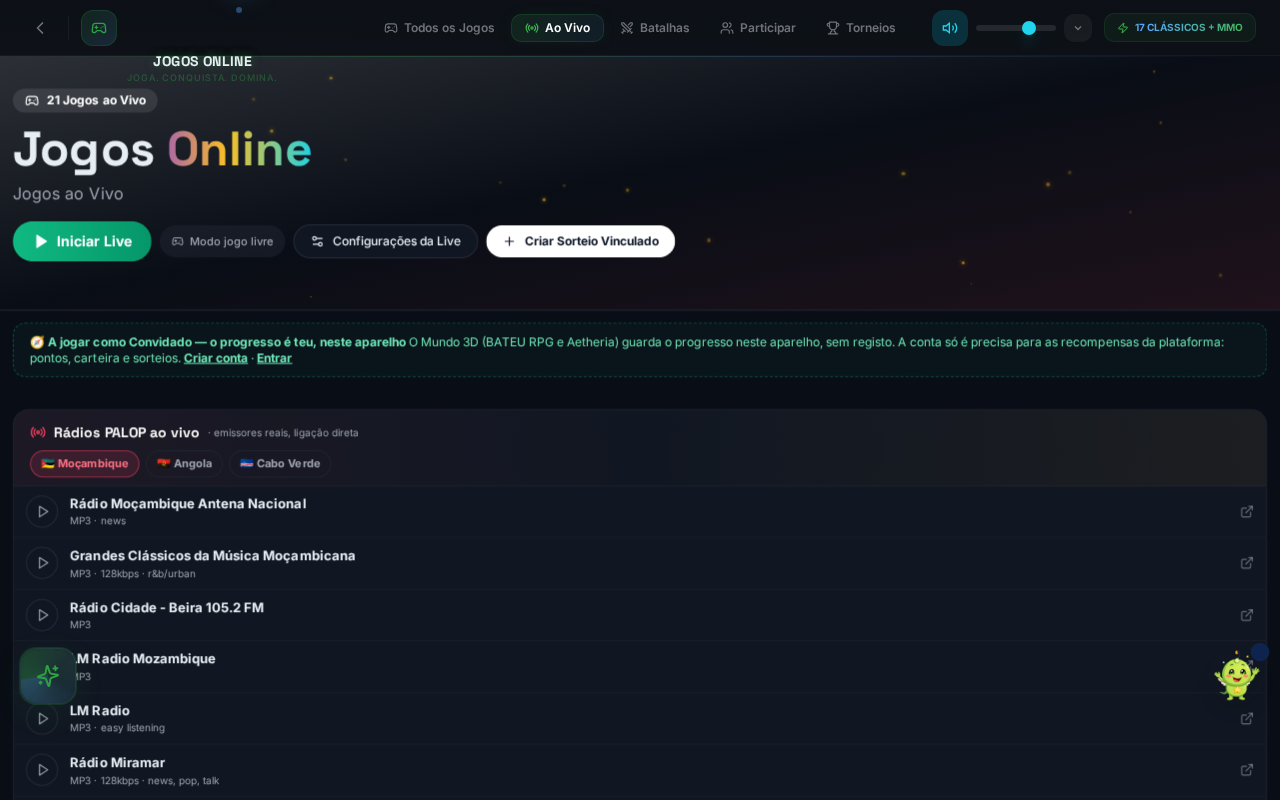 Todos os Jogos
Ao Vivo
Batalhas
Participar
Torneios
17 CLÁSSICOS + MMO
JOGOS ONLINE
JOGA. CONQUISTA. DOMINA.
21 Jogos ao Vivo
Jogos Online
Jogos ao Vivo
Iniciar Live
Modo jogo livre
Configurações da Live
Criar Sorteio Vinculado
A jogar como Convidado — o progresso é teu, neste aparelho O Mundo 3D (BATEU RPG e Aetheria) guarda o progresso neste aparelho, sem registo. A conta só é precisa para as recompensas da plataforma:
pontos, carteira e sorteios. Criar conta · Entrar
Rádios PALOP ao vivo · emissores reais, ligação direta
Moçambique
Angola
Cabo Verde
Rádio Moçambique Antena Nacional
MP3 · news
Grandes Clássicos da Música Moçambicana
MP3 · 128kbps · r&b/urban
Rádio Cidade - Beira 105.2 FM
MP3
LM Radio Mozambique
MP3
LM Radio
MP3 · easy listening
Rádio Miramar
MP3 · 128kbps · news, pop, talk